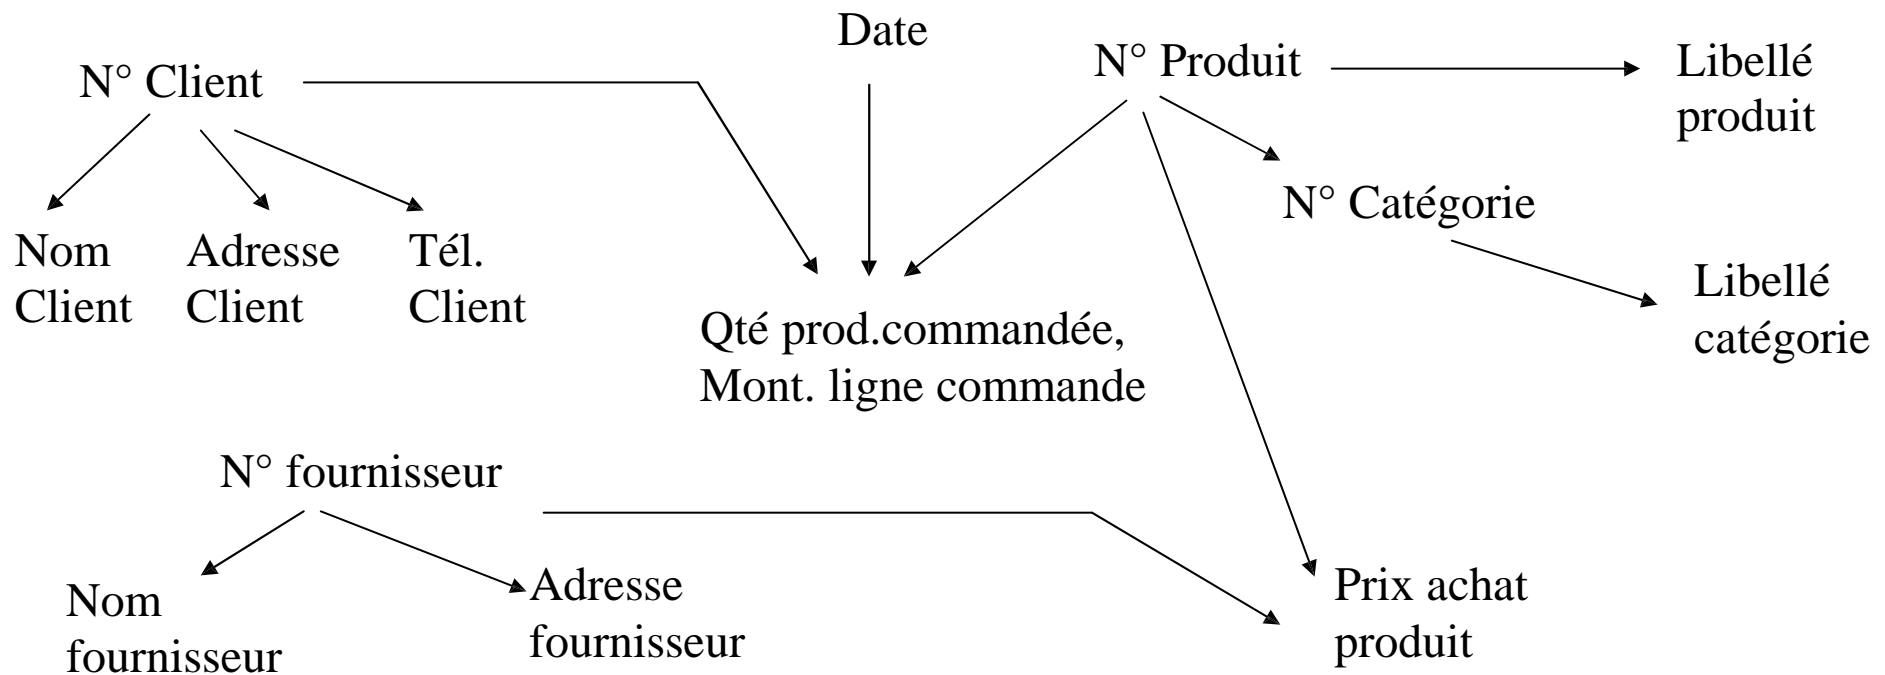 Date
N° Client
N° Produit
Libellé
produit
N° Catégorie
Nom
Client
Adresse
Client
Tél.
Client
Libellé
catégorie
Qté prod.commandée,
Mont. ligne commande
N° fournisseur
Nom
fournisseur
Adresse
fournisseur
Prix achat
produit